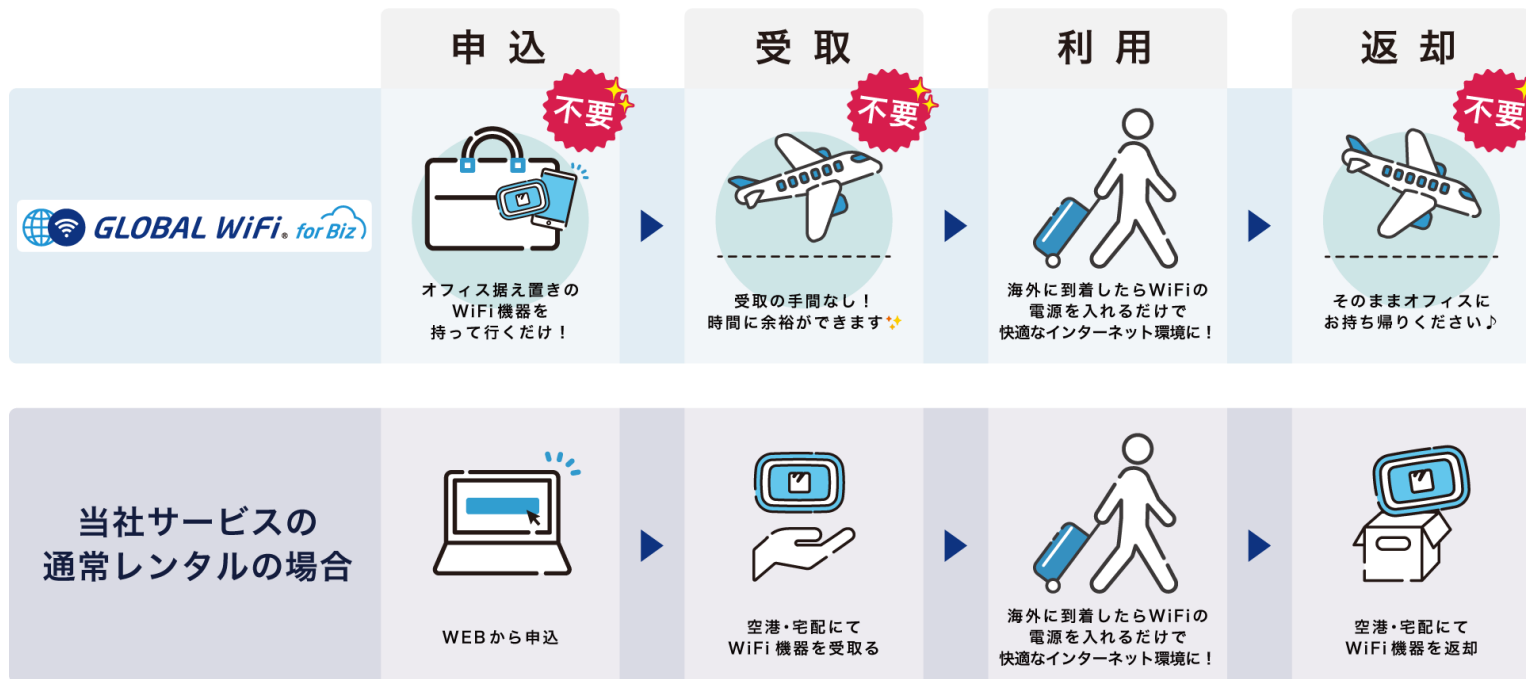 申込
受取
利用
返却
不要
不要
不要
GLOBAL WiFi® for Biz
オフィス据え置きの
WiFi機器を
持って行くだけ！
受取の手間なし！
時間に余裕ができます✨
海外に到着したらWiFiの
電源を入れるだけで
快適なインターネット環境に！
そのままオフィスに
お持ち帰りください♪
当社サービスの
通常レンタルの場合
WEBから申込
空港・宅配にて
WiFi機器を受取る
海外に到着したらWiFiの
電源を入れるだけで
快適なインターネット環境に！
空港・宅配にて
WiFi機器を返却